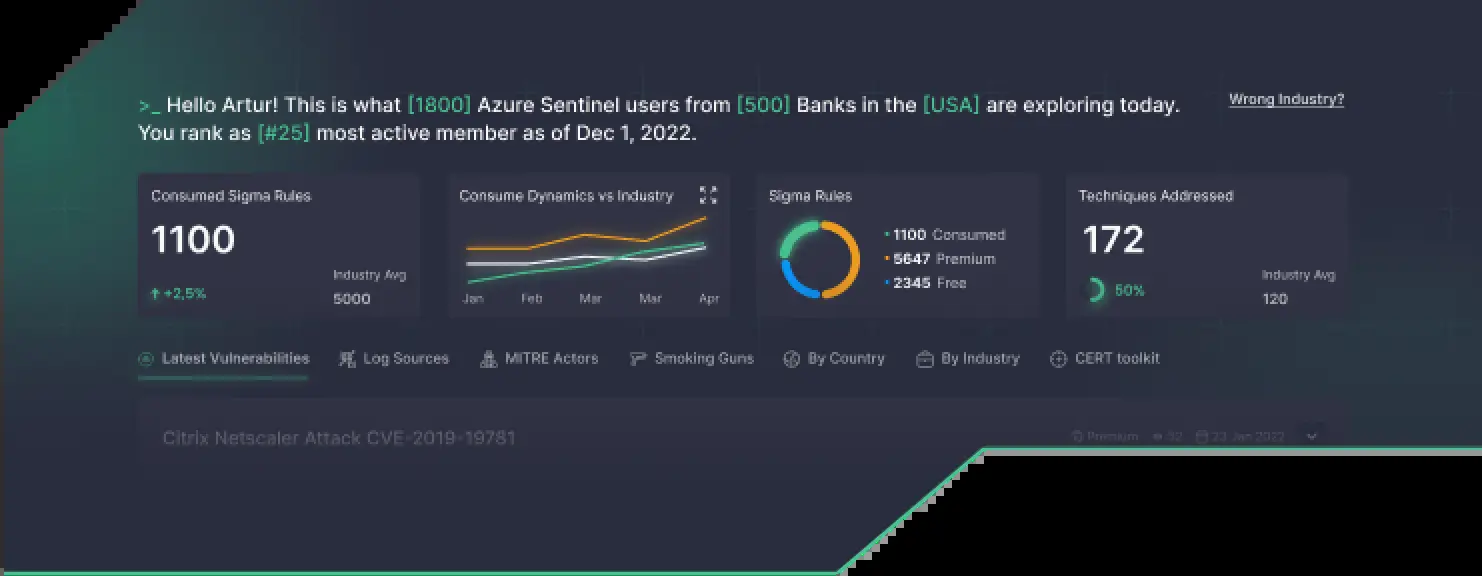 >_ Hello Artur! This is what [1800] Azure Sentinel users from [500] Banks in the [USA] are exploring today.
Wrong Industry?
You rank as [#25] most active member as of Dec 1, 2022.
Consumed Sigma Rules
1100
+2,5%
Industry Avg
5000
Consume Dynamics vs Industry
Jan Feb Mar Mar Apr
Sigma Rules
1100 Consumed
5647 Premium
2345 Free
Techniques Addressed
172
50%
Industry Avg
120
Latest Vulnerabilities Log Sources MITRE Actors Smoking Guns By Country By Industry CERT toolkit
Citrix Netscaler Attack CVE-2019-19781
Premium 52 23 Jan 2022